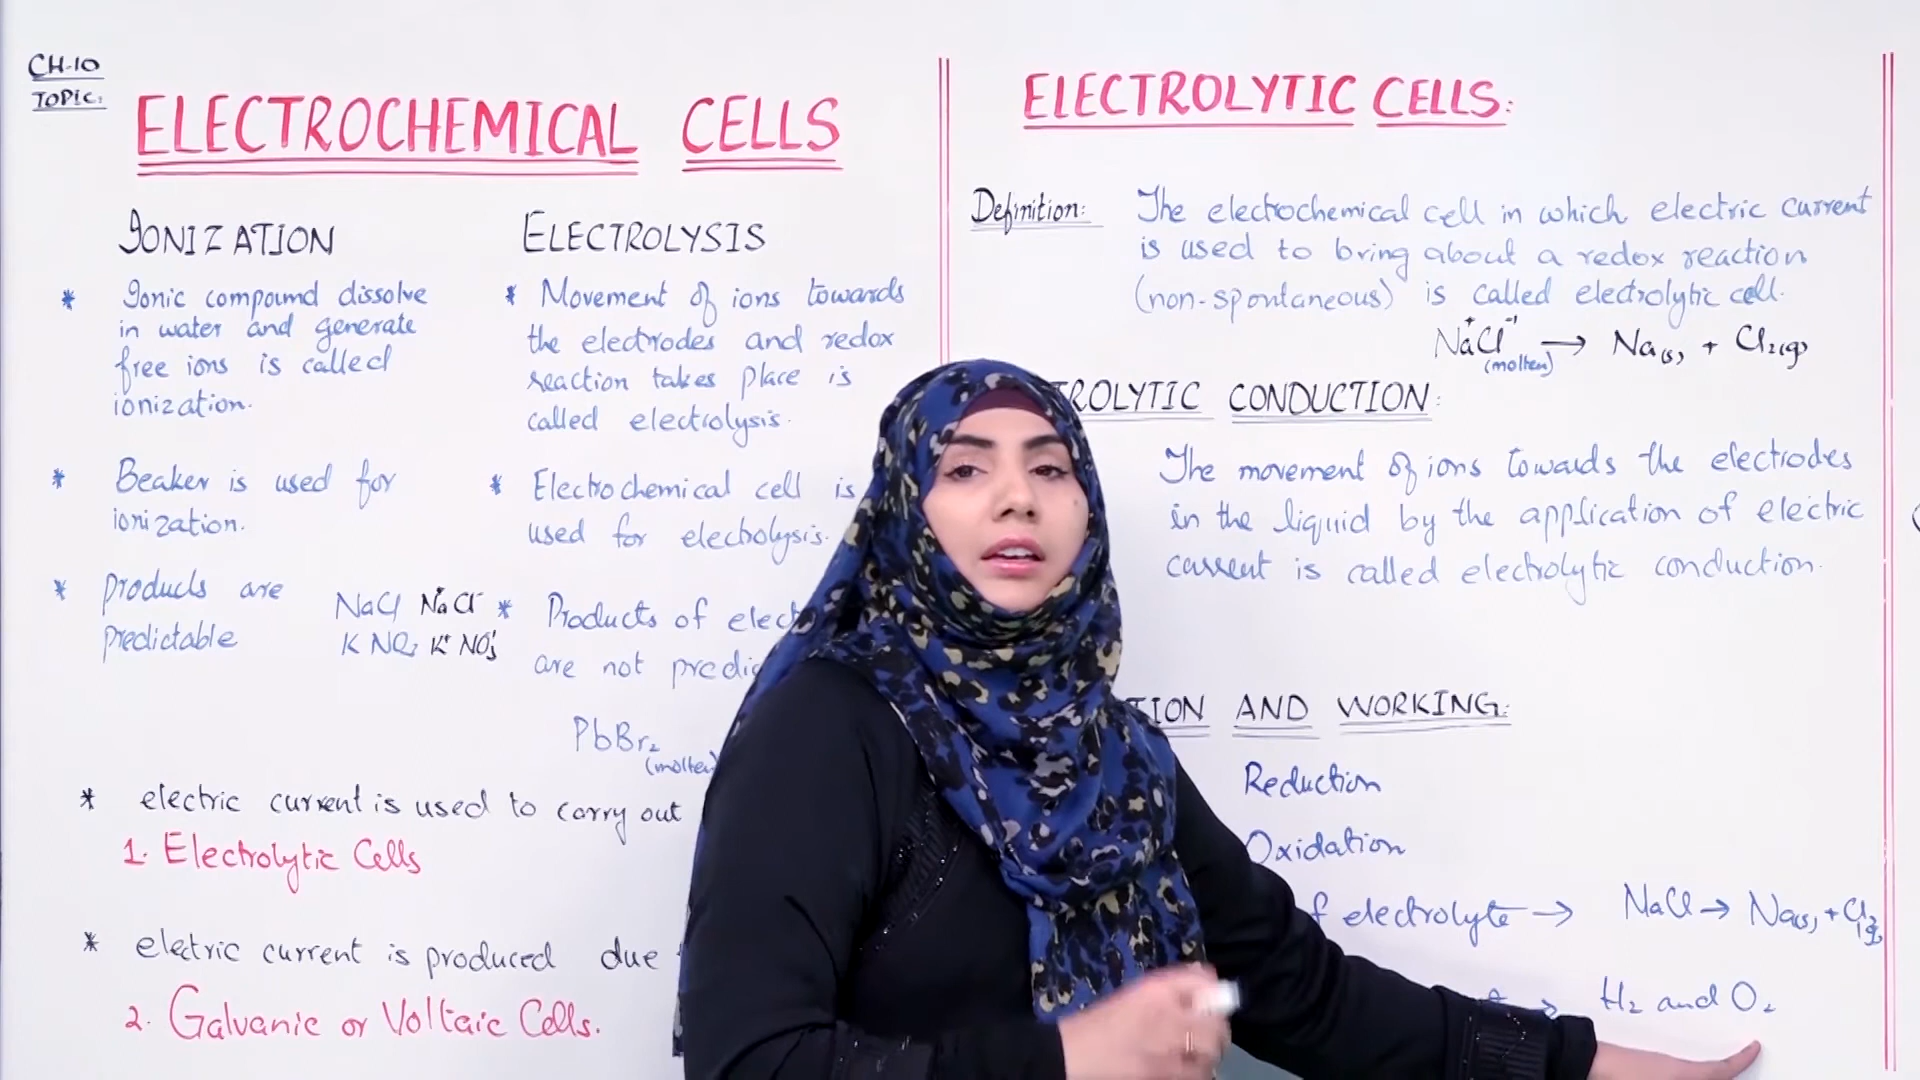 CH-10
TOPIC:
ELECTROCHEMICAL CELLS
IONIZATION
* Ionic compound dissolve
in water and generate
free ions is called
ionization.
* Beaker is used for
ionization.
* Products are
predictable
NaCl Na⁺Cl⁻
KNO₃ K⁺ NO₃⁻
ELECTROLYSIS
* Movement of ions towards
the electrodes and redox
reaction takes place is
called electrolysis.
* Electrochemical cell is
used for electrolysis.
* Products of
are not
PbBr₂
(molten)
* electric current is used to carry out
1. Electrolytic Cells
* electric current is produced due
2. Galvanic or Voltaic Cells.
ELECTROLYTIC CELLS:
Definition: The electrochemical cell in which electric current
is used to bring about a redox reaction
(non-spontaneous) is called electrolytic cell.
Na⁺Cl⁻¹ → Na(s) + Cl₂(g)
(molten)
CONDUCTION:
The movement of ions towards the electrodes
in the liquid by the application of electric
current is called electrolytic conduction.
AND WORKING:
Reduction
Oxidation
electrolyte → NaCl → Na(s) + Cl₂(g)
→ H₂ and O₂